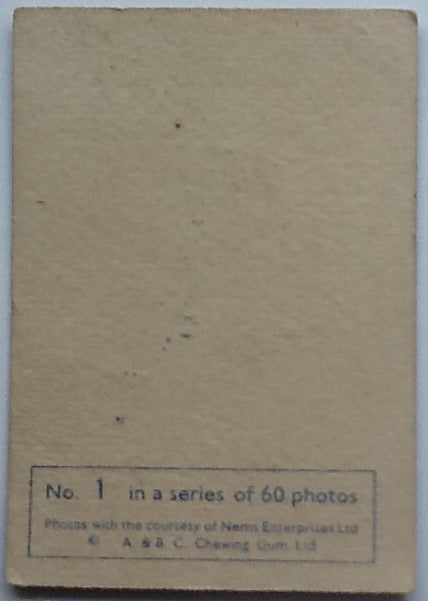 No. 1 in a series of 60 photos
Photos with the courtesy of Nems Enterprises Ltd
© A. & B. C. Chewing Gum Ltd